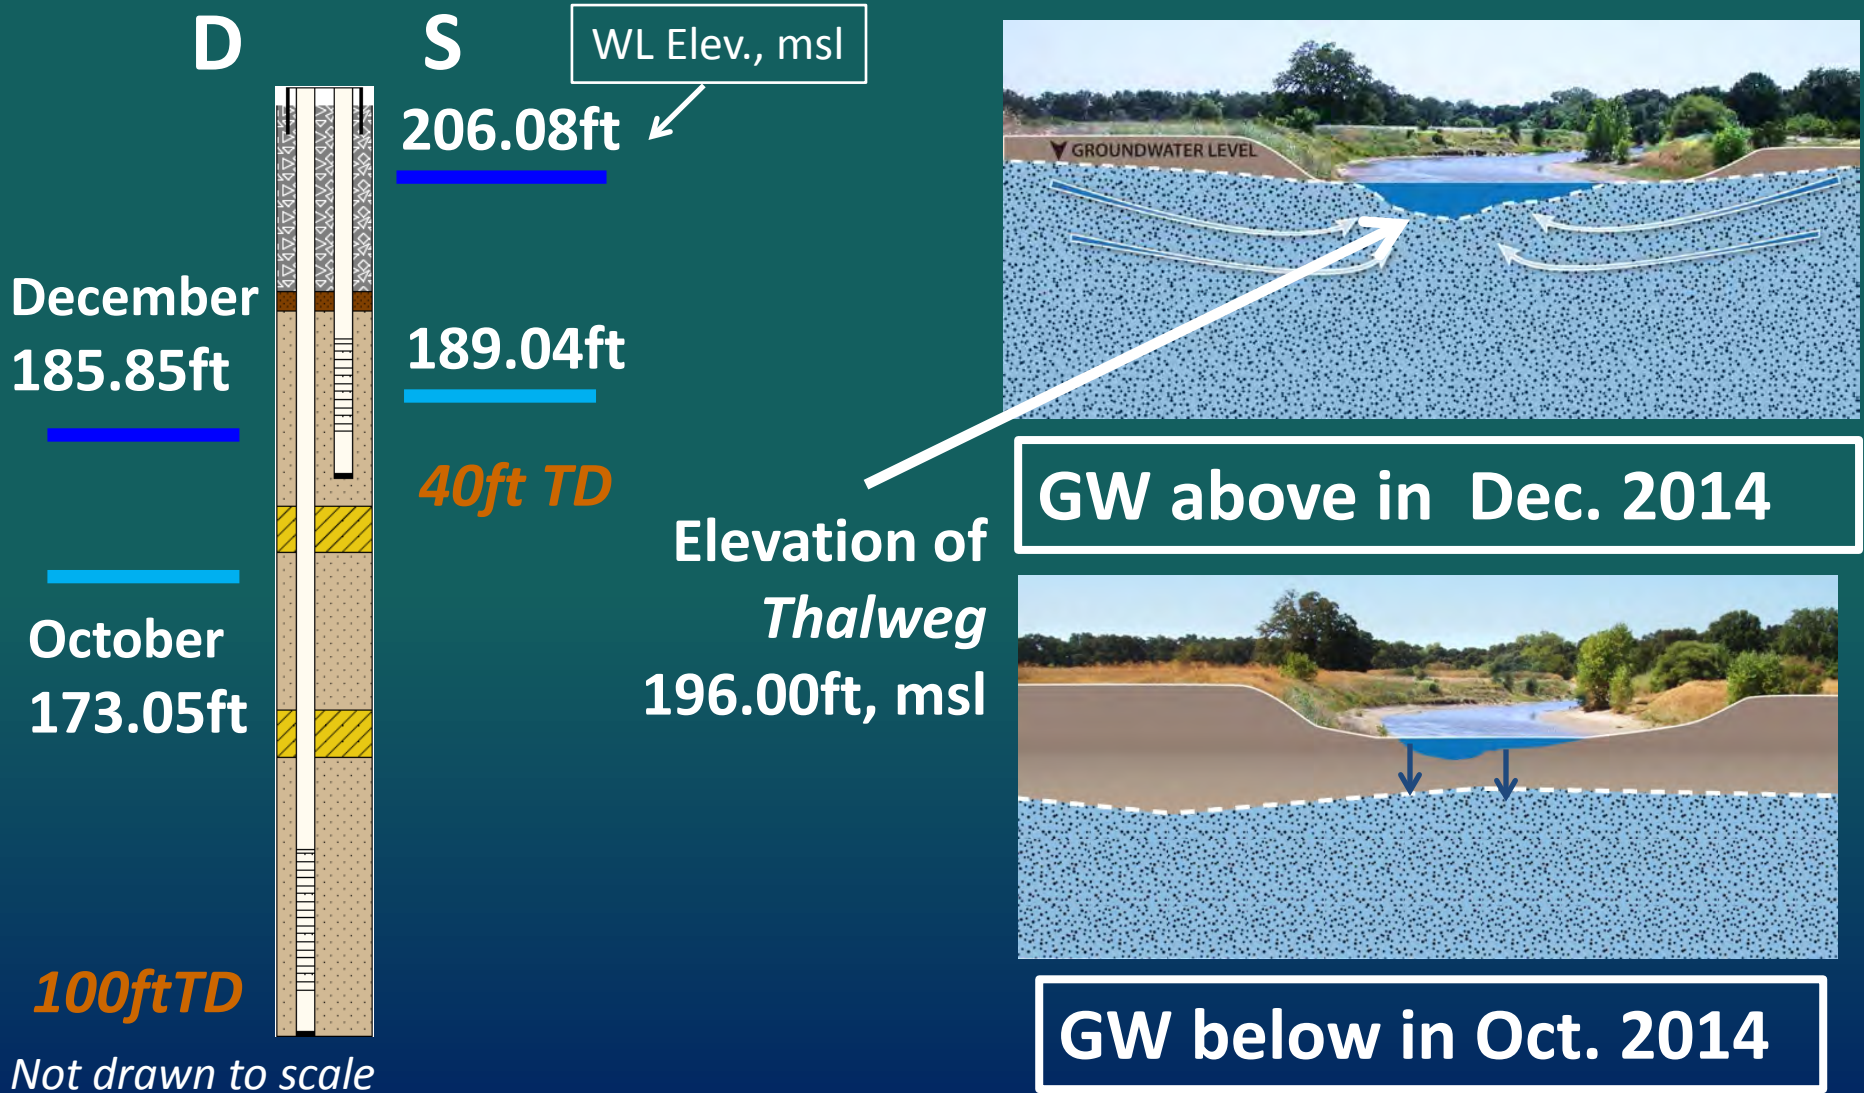 D
S
WL Elev., msl
206.08ft
December
185.85ft
189.04ft
40ft TD
October
173.05ft
100ftTD
Not drawn to scale
Elevation of
Thalweg
196.00ft, msl
GROUNDWATER LEVEL
GW above in Dec. 2014
GW below in Oct. 2014